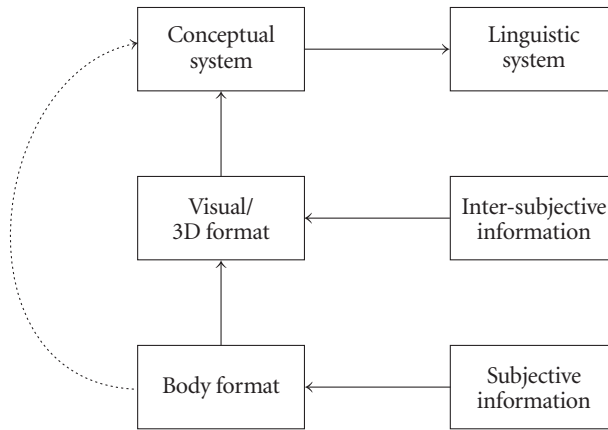 Conceptual
system
Linguistic
system
Visual/
3D format
Inter-subjective
information
Body format
Subjective
information